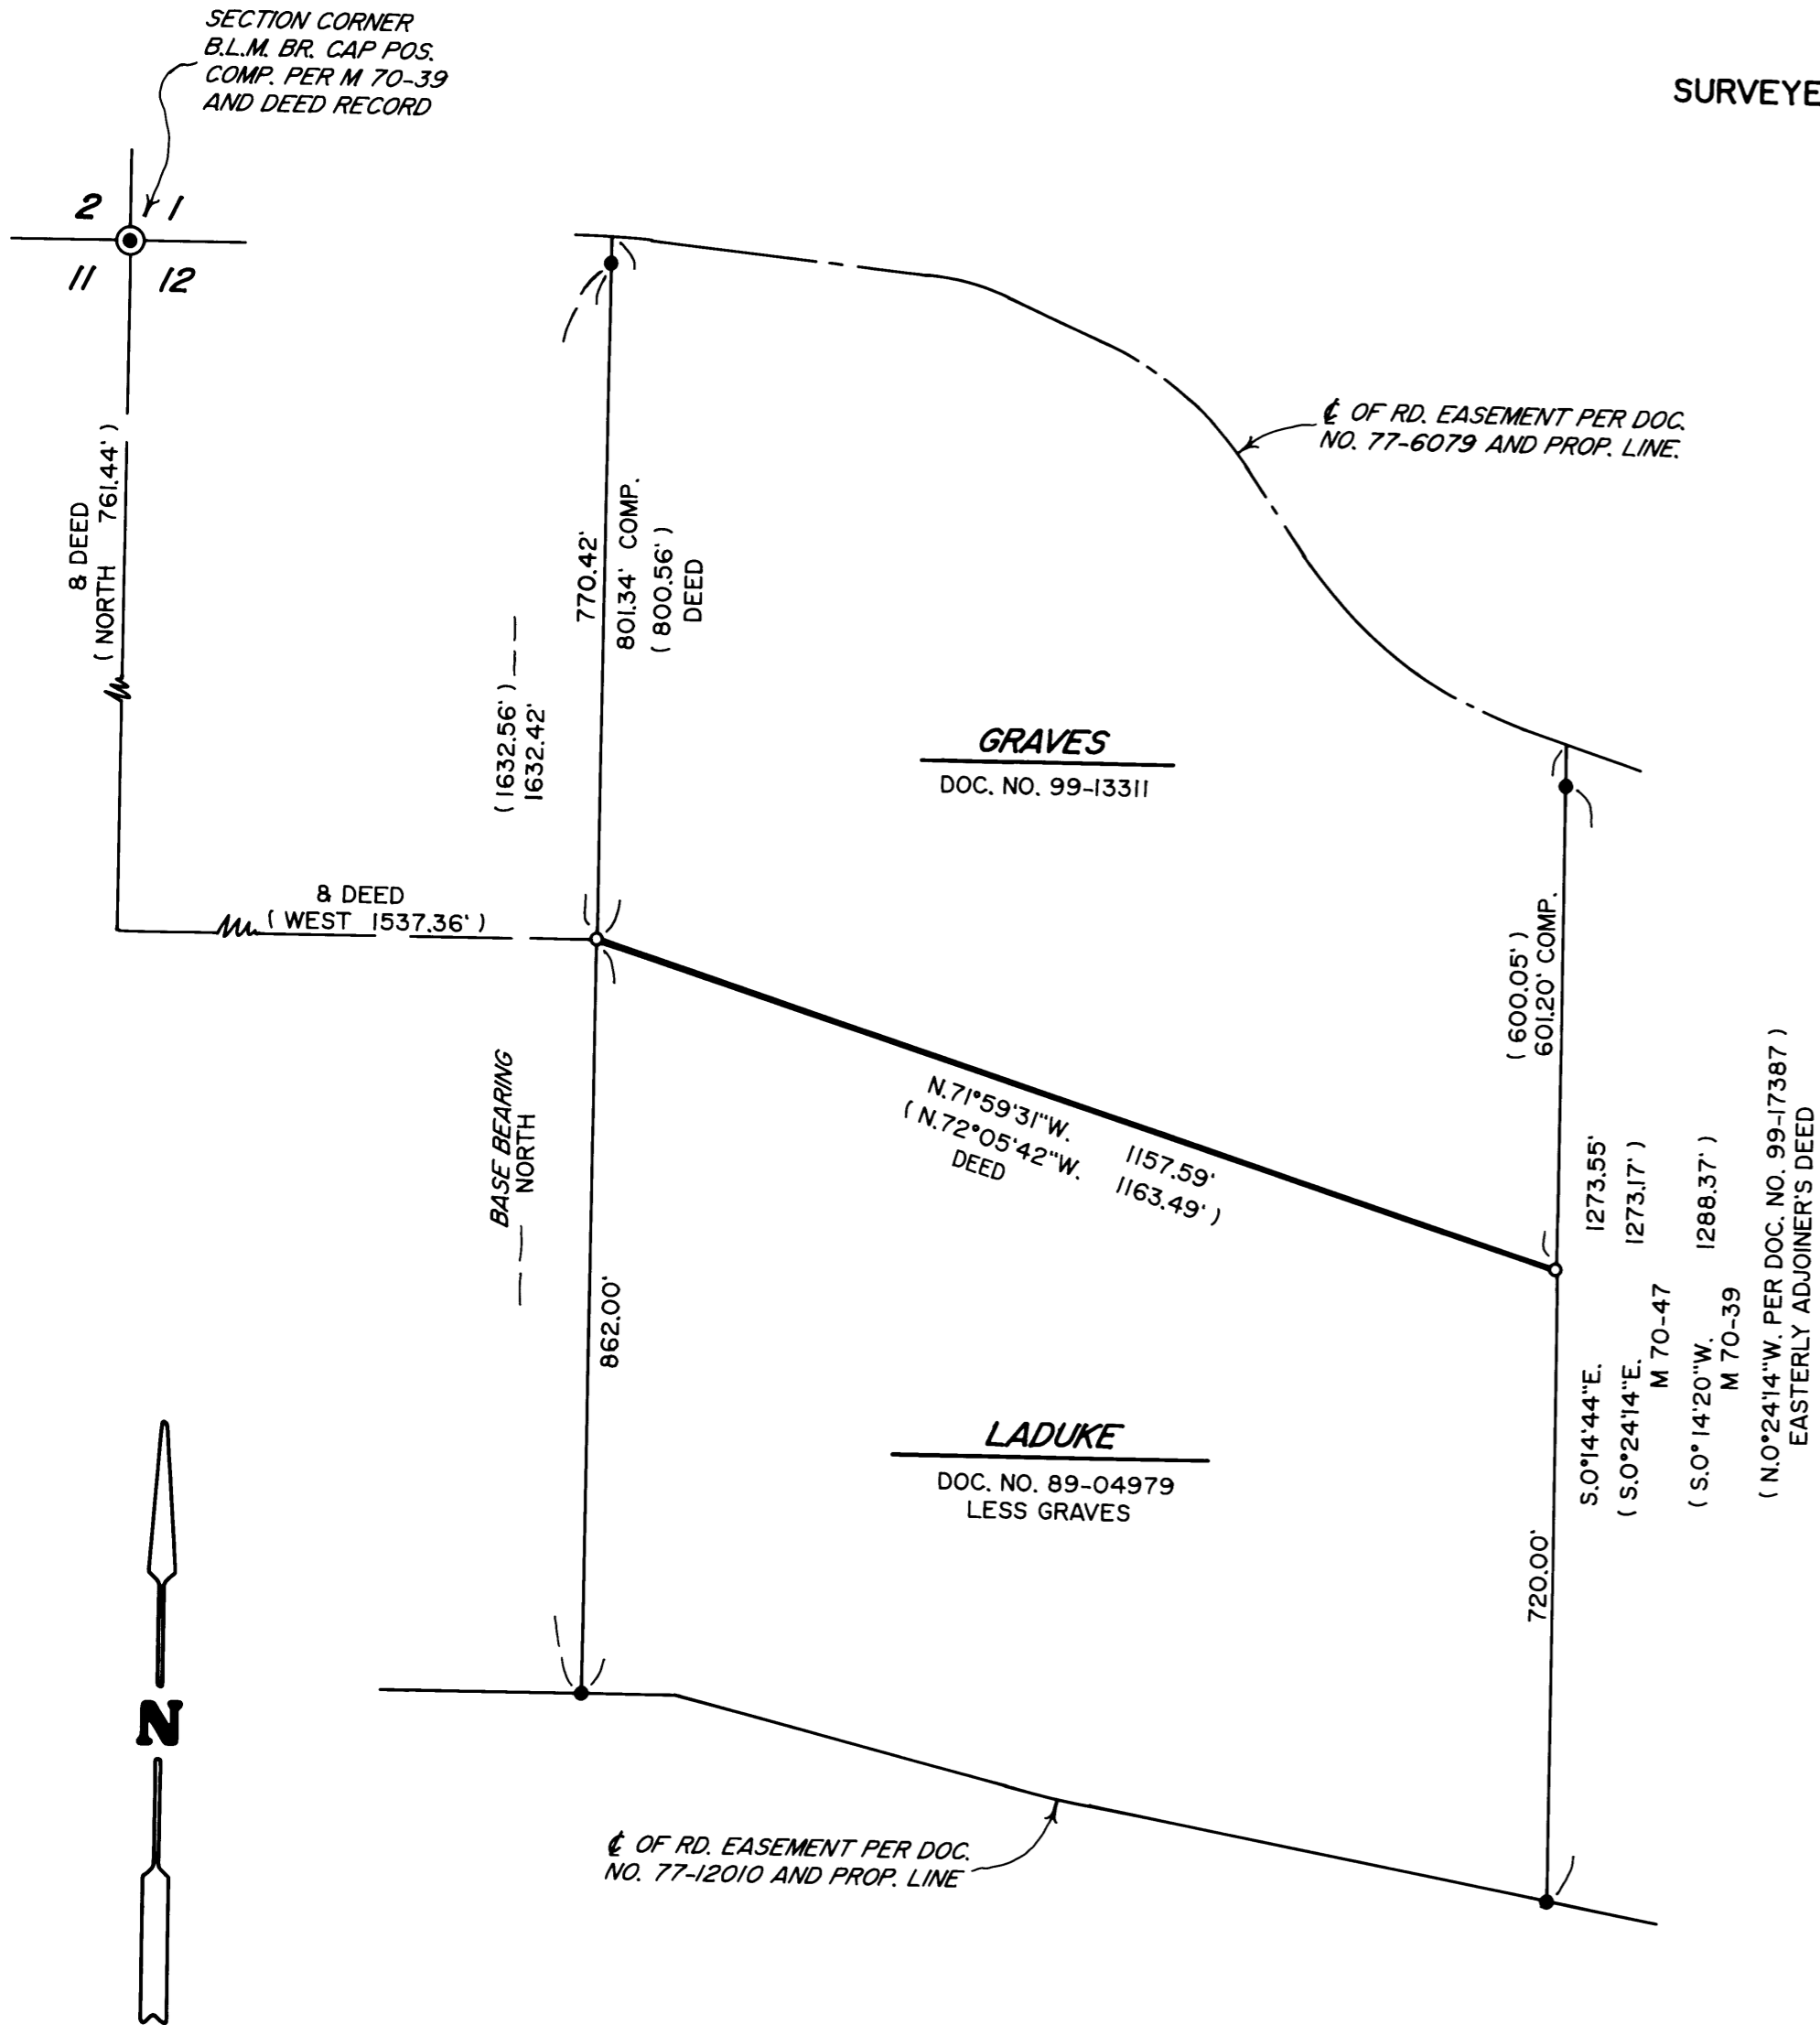 SECTION CORNER
B.L.M. BR. CAP POS.
COMP. PER M 70-39
AND DEED RECORD
SURVEYE
2 1
11 12
& DEED
( NORTH 761.44' )
℄ OF RD. EASEMENT PER DOC.
NO. 77-6079 AND PROP. LINE.
770.42'
801.34' COMP.
( 800.56' )
DEED
(1632.56' )
1632.42'
GRAVES
DOC. NO. 99-13311
& DEED
( WEST 1537.36' )
( 600.05' )
601.20' COMP.
BASE BEARING
NORTH
N.71°59'31"W. 1157.59'
( N.72°05'42"W. 1163.49' )
DEED
862.00'
S.0°14'44"E. 1273.55'
( S.0°24'14"E. 1273.17' )
M 70-47
( S.0°14'20"W. 1288.37' )
M 70-39
( N.0°24'14"W. PER DOC. NO. 99-17387 )
EASTERLY ADJOINER'S DEED
LADUKE
DOC. NO. 89-04979
LESS GRAVES
720.00'
N
℄ OF RD. EASEMENT PER DOC.
NO. 77-12010 AND PROP. LINE